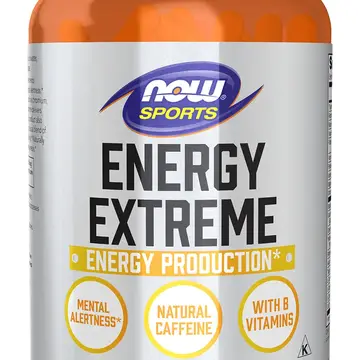 NOW
SPORTS
ENERGY
EXTREME
ENERGY PRODUCTION*
MENTAL
ALERTNESS*
NATURAL
CAFFEINE
WITH B
VITAMINS
K